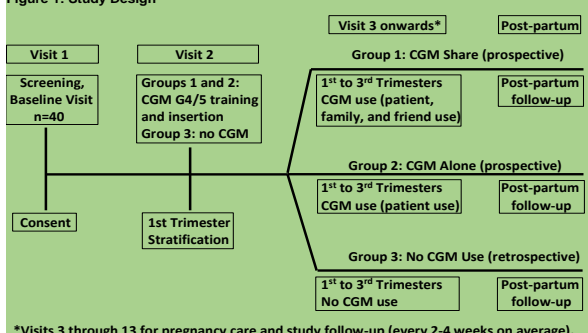 Figure 1: Study Design
Visit 1
Screening,
Baseline Visit
n=40
Consent
Visit 2
Groups 1 and 2:
CGM G4/5 training
and insertion
Group 3: no CGM
1st Trimester
Stratification
Visit 3 onwards*
Post-partum
Group 1: CGM Share (prospective)
1st to 3rd Trimesters
CGM use (patient,
family, and friend use)
Post-partum
follow-up
Group 2: CGM Alone (prospective)
1st to 3rd Trimesters
CGM use (patient use)
Post-partum
follow-up
Group 3: No CGM Use (retrospective)
1st to 3rd Trimesters
No CGM use
Post-partum
follow-up
*Visits 3 through 13 for pregnancy care and study follow-up (every 2-4 weeks on average)